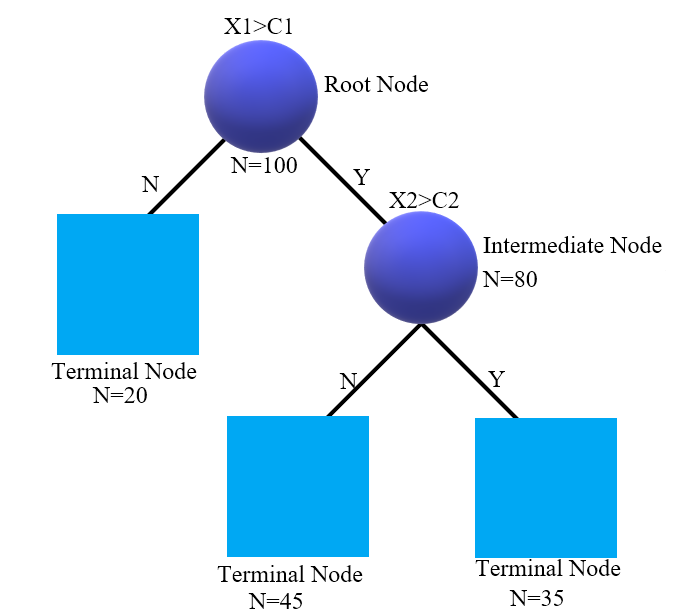 X1>C1
Root Node
N=100
N
Y
X2>C2
Intermediate Node
N=80
Terminal Node
N=20
N
Y
Terminal Node
N=45
Terminal Node
N=35